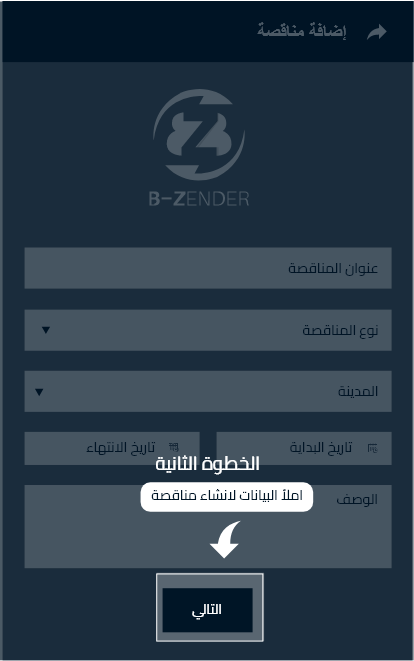 إضافة مناقصة
B-ZENDER
عنوان المناقصة
نوع المناقصة
المدينة
تاريخ البداية
تاريخ الانتهاء
الخطوة الثانية
املأ البيانات لانشاء مناقصة
الوصف
التالي